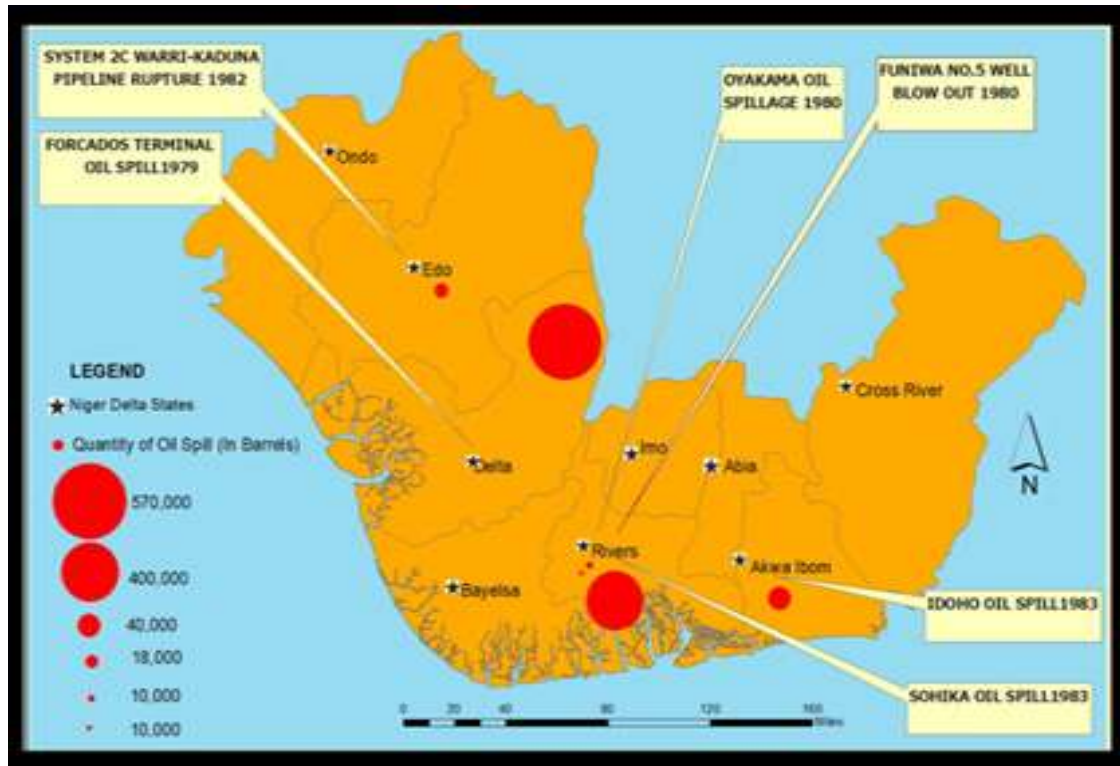 SYSTEM 2C WARRI-KADUNA
PIPELINE RUPTURE 1982
OYAKAMA OIL
SPILLAGE 1980
FUNIWA NO.5 WELL
BLOW OUT 1980
FORCADOS TERMINAL
OIL SPILL1979
Ondo
Edo
Cross River
Imo
Abia
Delta
Rivers
Akwa Ibom
Bayelsa
IDOHO OIL SPILL1983
SOHIKA OIL SPILL1983
LEGEND
Niger Delta States
Quantity of Oil Spill (In Barrels)
570,000
400,000
40,000
18,000
10,000
10,000
N
0 20 40 80 120 160
Miles